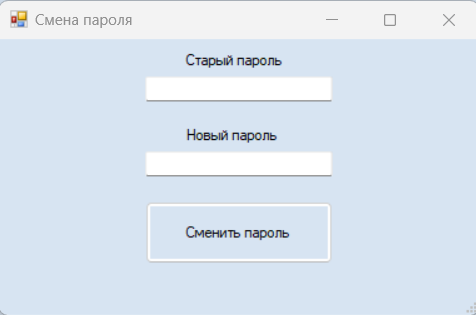 Смена пароля
Старый пароль
Новый пароль
Сменить пароль